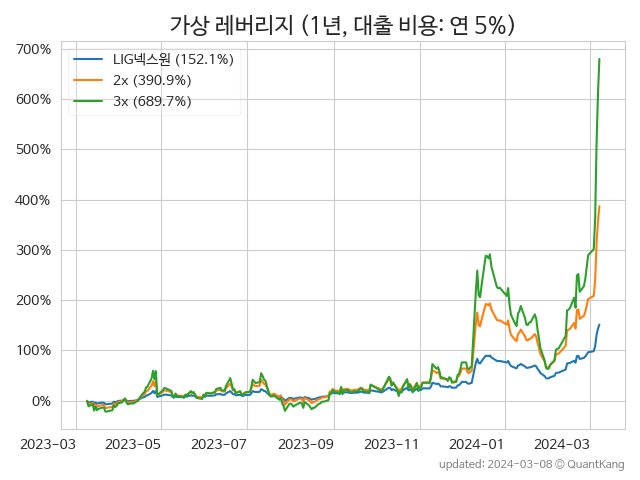 가상 레버리지 (1년, 대출 비용: 연 5%)
700%
600%
500%
400%
300%
200%
100%
0%
LIG넥스원 (152.1%)
2x (390.9%)
3x (689.7%)
2023-03 2023-05 2023-07 2023-09 2023-11 2024-01 2024-03
updated: 2024-03-08 © QuantKang